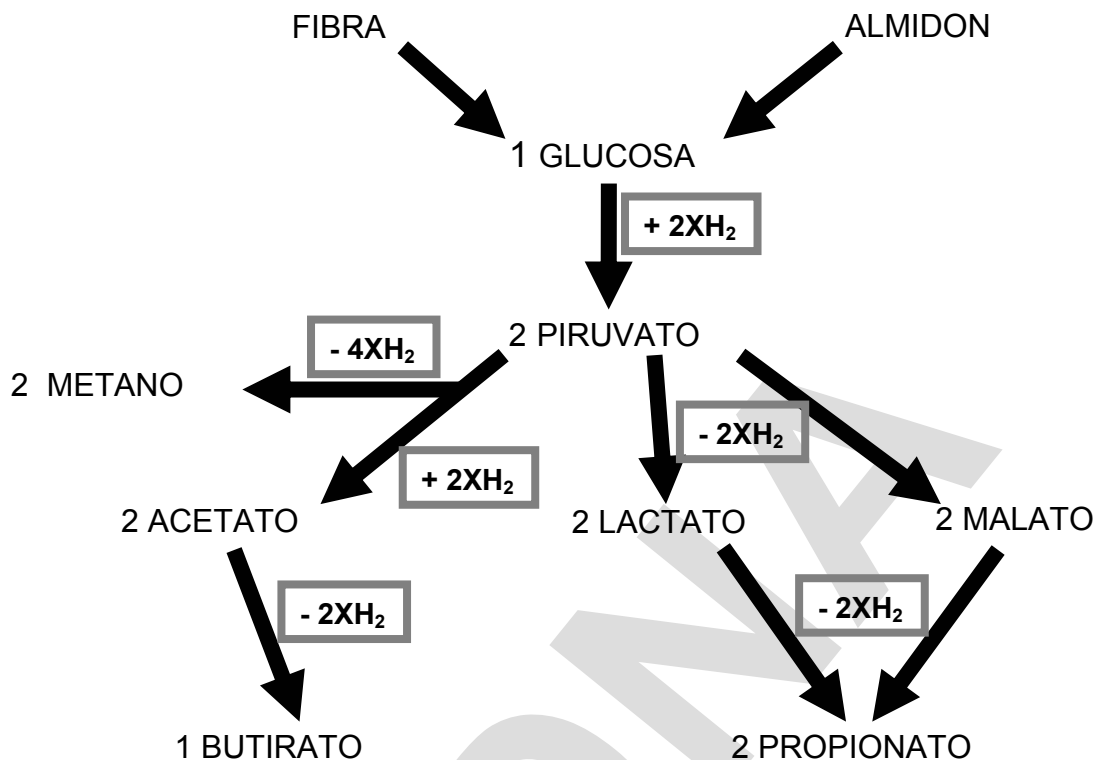 FIBRA
ALMIDON
1 GLUCOSA
+ 2XH₂
2 PIRUVATO
- 4XH₂
2 METANO
- 2XH₂
+ 2XH₂
2 ACETATO
2 LACTATO
2 MALATO
- 2XH₂
- 2XH₂
1 BUTIRATO
2 PROPIONATO